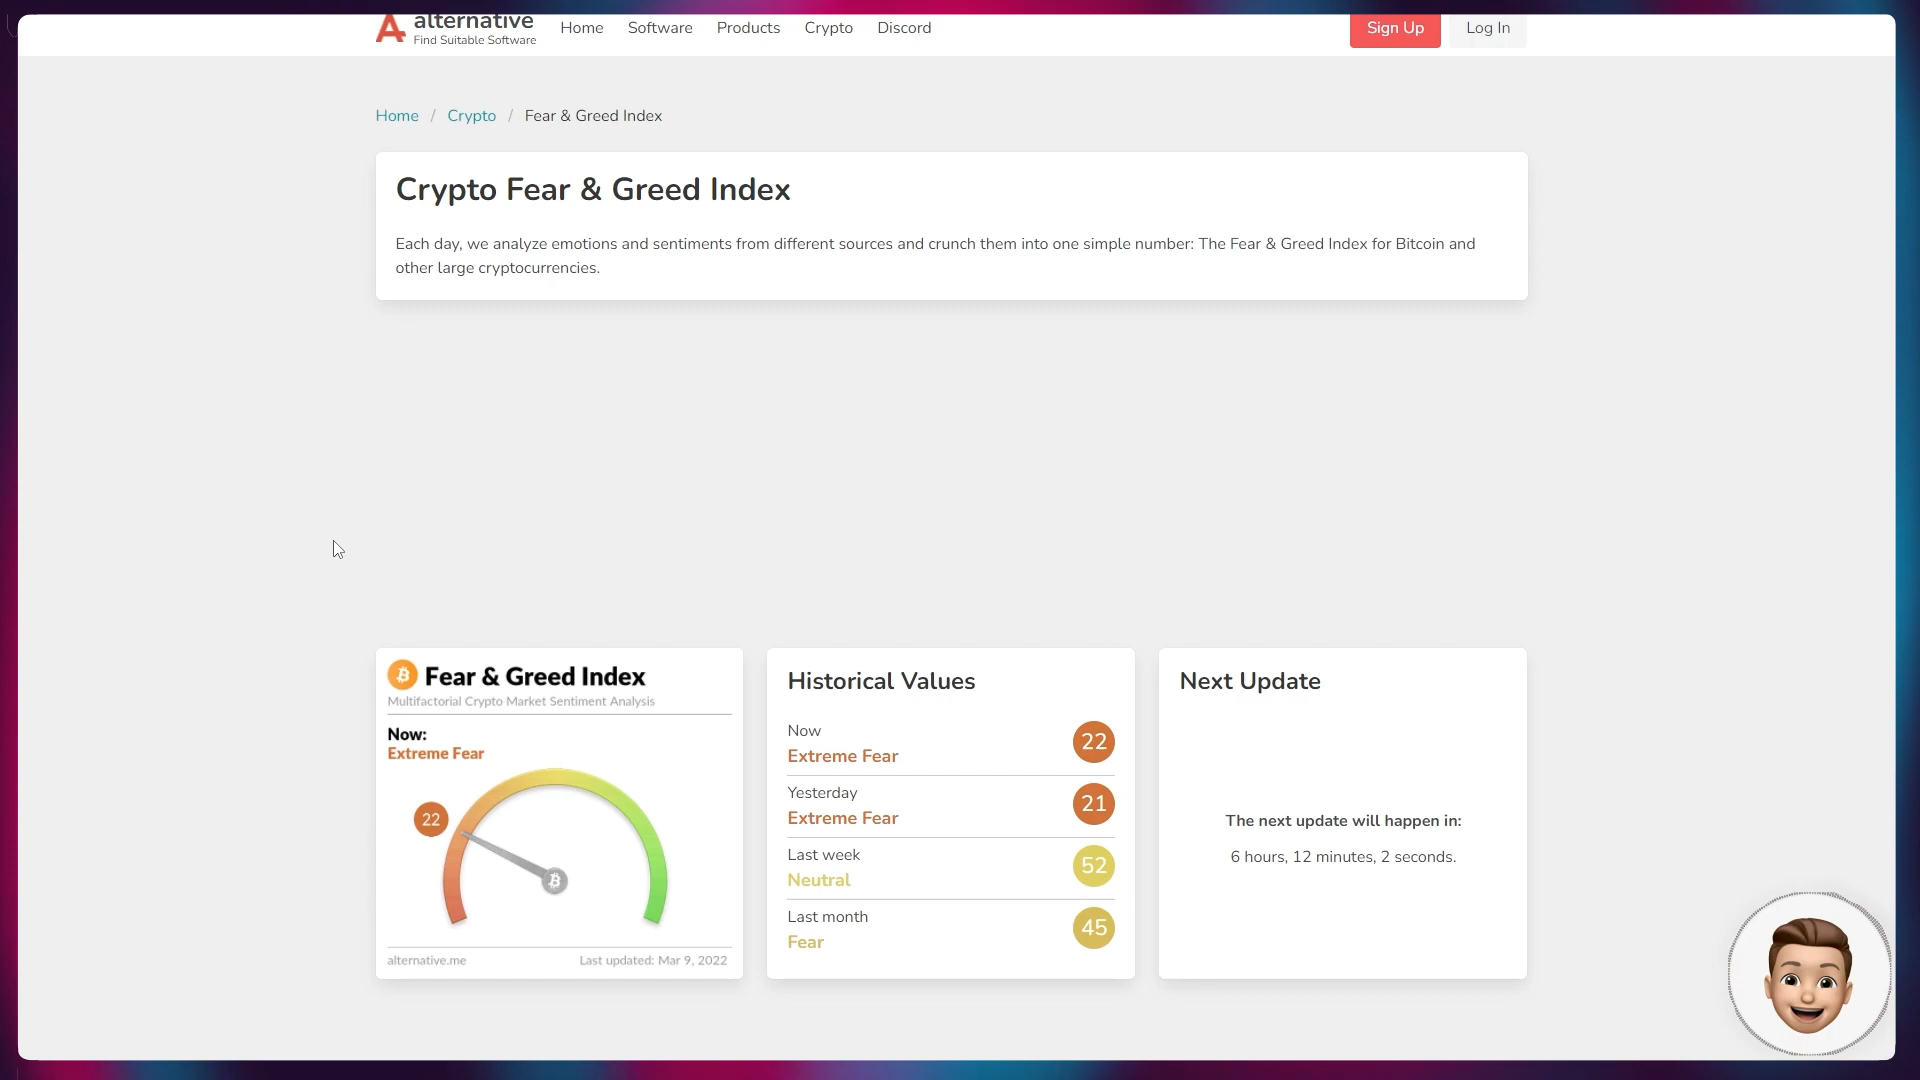 alternative
Find Suitable Software
Home Software Products Crypto Discord
Sign Up Log In
Home / Crypto / Fear & Greed Index
Crypto Fear & Greed Index
Each day, we analyze emotions and sentiments from different sources and crunch them into one simple number: The Fear & Greed Index for Bitcoin and
other large cryptocurrencies.
Fear & Greed Index
Multifactorial Crypto Market Sentiment Analysis
Now:
Extreme Fear
22
alternative.me
Last updated: Mar 9, 2022
Historical Values
Now
Extreme Fear
22
Yesterday
Extreme Fear
21
Last week
Neutral
52
Last month
Fear
45
Next Update
The next update will happen in:
6 hours, 12 minutes, 2 seconds.